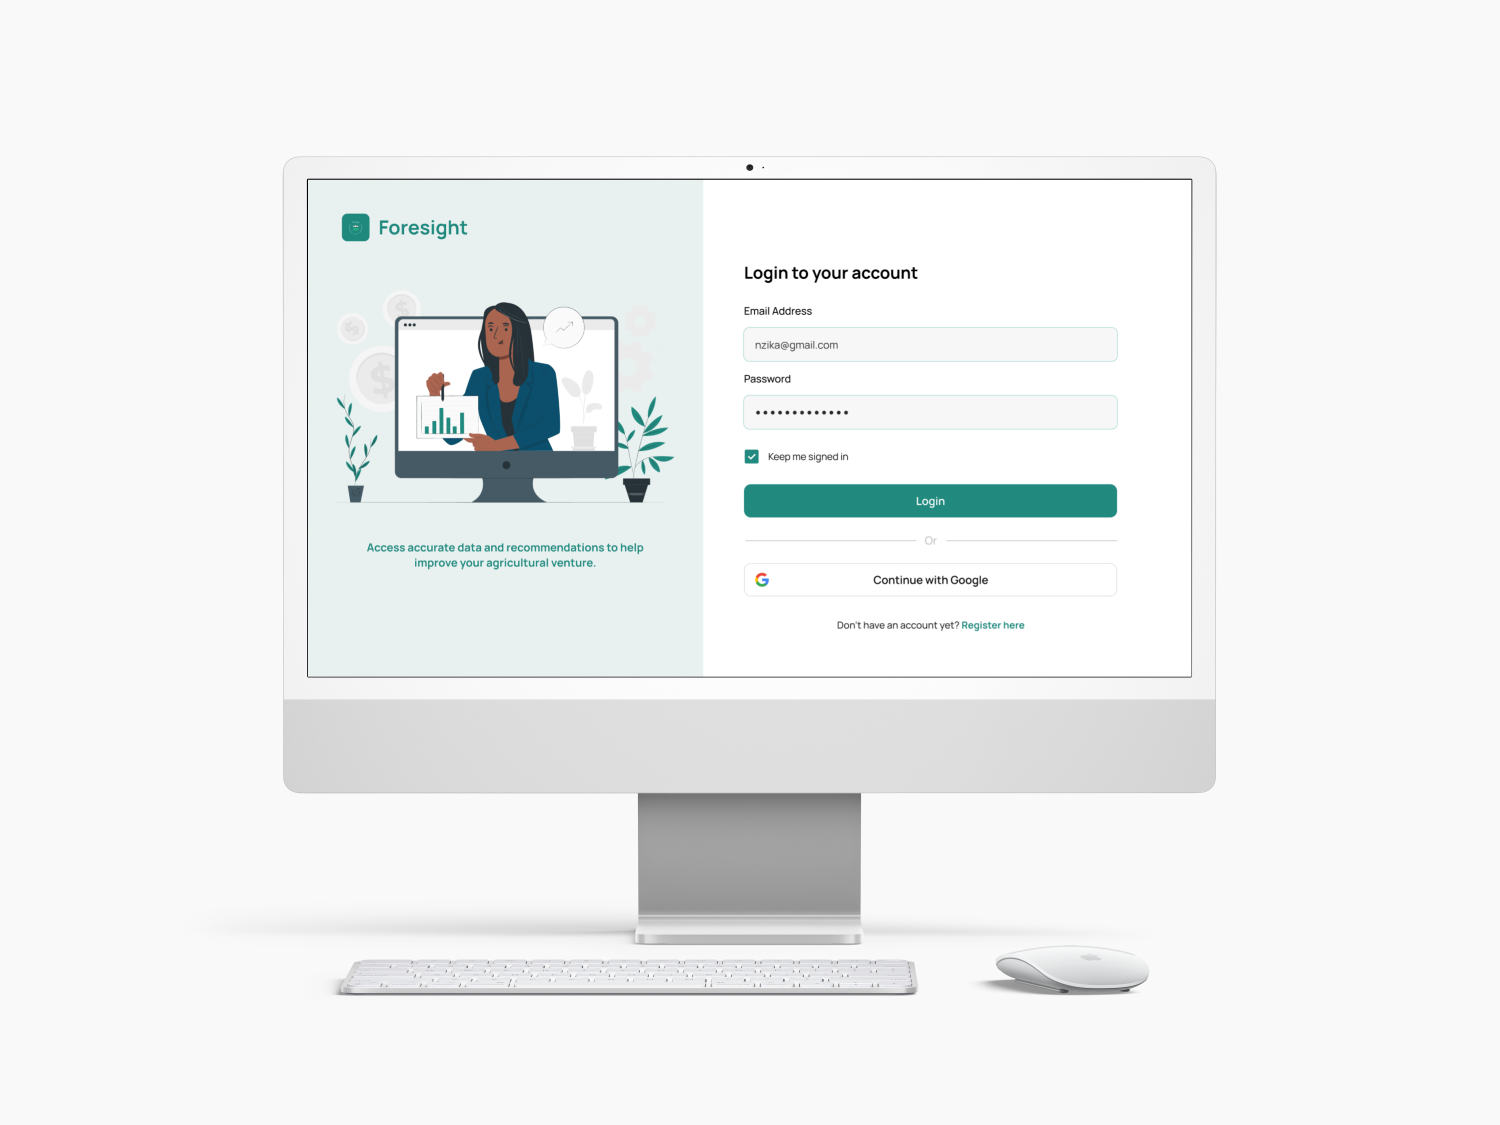 Foresight
Access accurate data and recommendations to help
improve your agricultural venture.
Login to your account
Email Address
nzika@gmail.com
Password
•••••••••••••
Keep me signed in
Login
Or
Continue with Google
Don't have an account yet? Register here